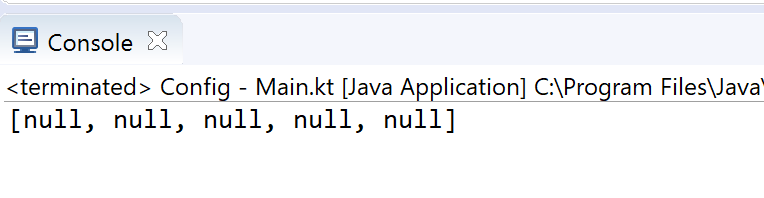 Console
<terminated> Config - Main.kt [Java Application] C:\Program Files\Java\
[null, null, null, null, null]